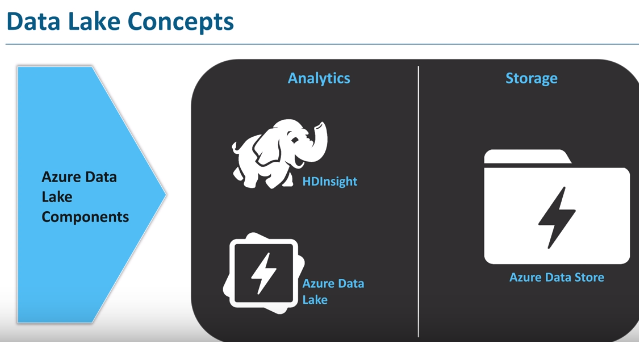 Data Lake Concepts
Azure Data
Lake
Components
Analytics
HDInsight
Azure Data
Lake
Storage
Azure Data Store